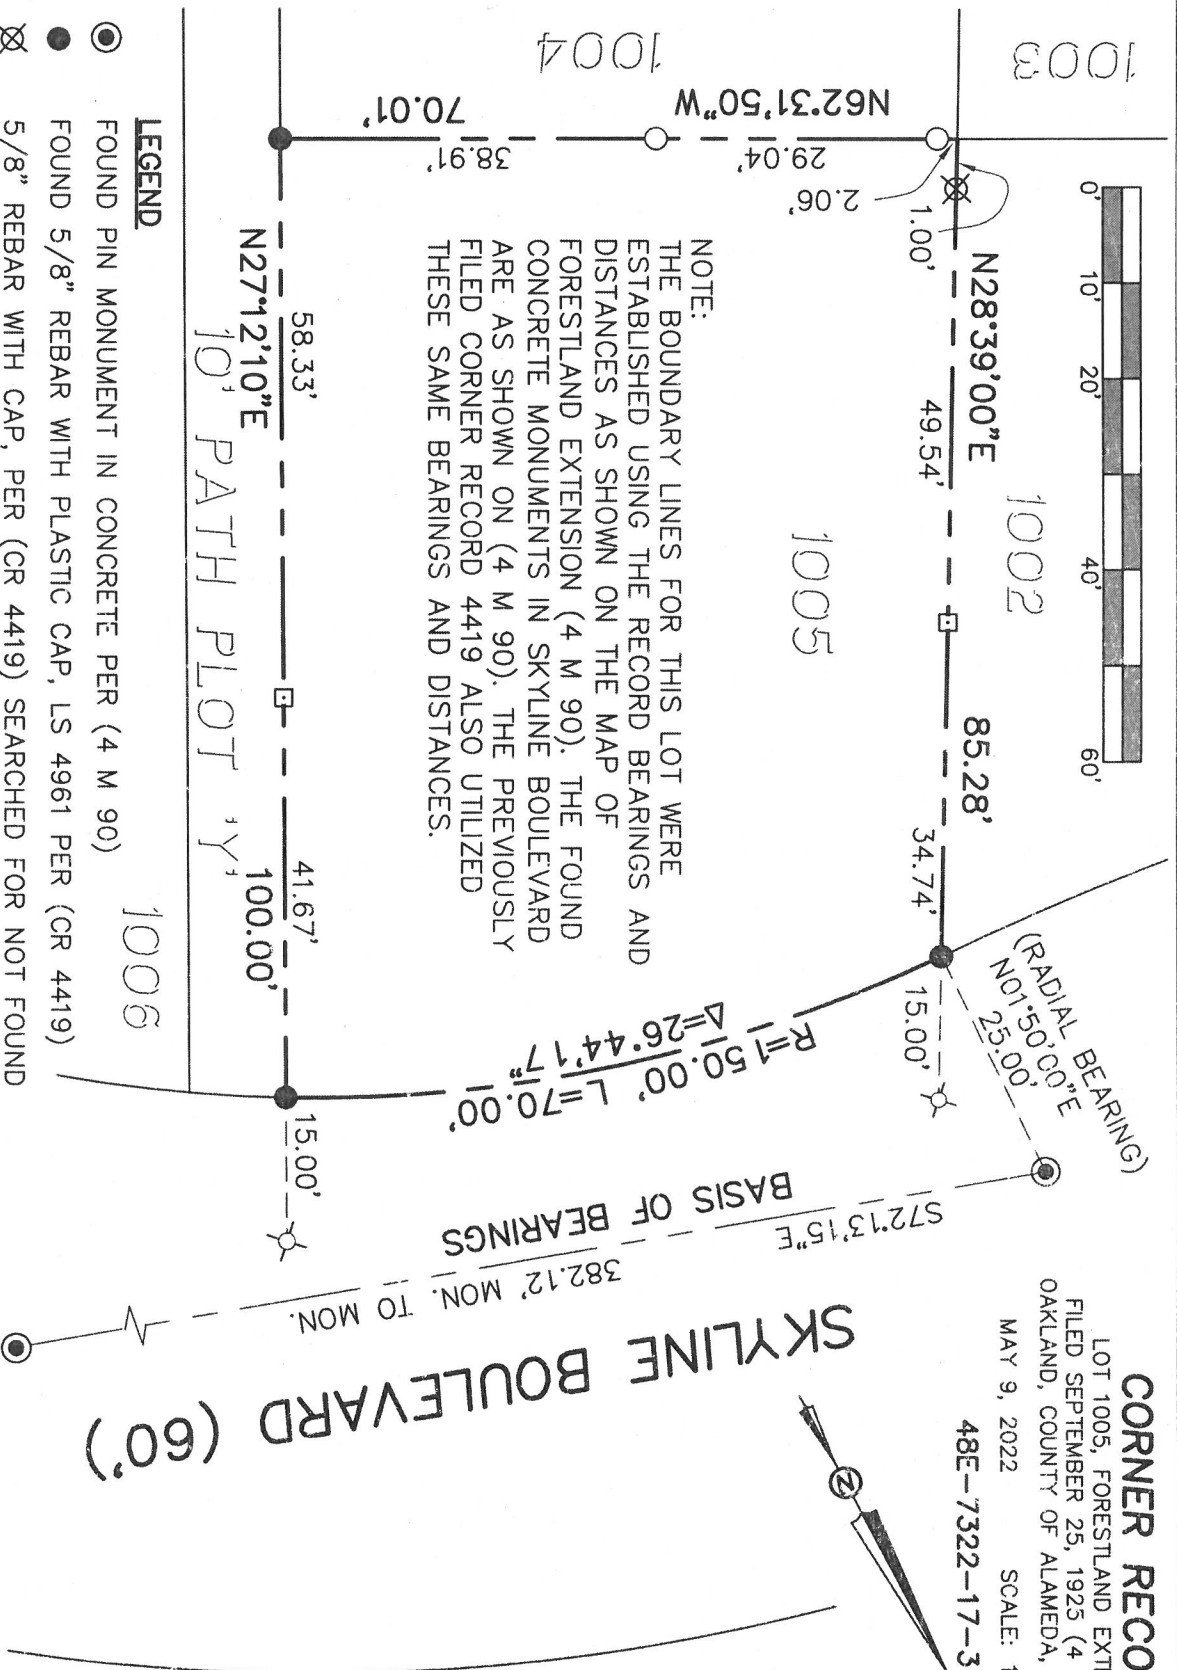 CORNER RECO
LOT 1005, FORESTLAND EXT
FILED SEPTEMBER 25, 1925 (4
OAKLAND, COUNTY OF ALAMEDA,
MAY 9, 2022 SCALE: 1
48E-7322-17-3
0' 10' 20' 40' 60'
1003
1002
1004
1005
1006
N28°39'00"E
85.28'
1.00'
49.54'
34.74'
15.00'
2.06'
(RADIAL BEARING)
N01°50'00"E
25.00'
N62°31'50"W
70.01'
29.04'
38.91'
NOTE:
THE BOUNDARY LINES FOR THIS LOT WERE
ESTABLISHED USING THE RECORD BEARINGS AND
DISTANCES AS SHOWN ON THE MAP OF
FORESTLAND EXTENSION (4 M 90). THE FOUND
CONCRETE MONUMENTS IN SKYLINE BOULEVARD
ARE AS SHOWN ON (4 M 90). THE PREVIOUSLY
FILED CORNER RECORD 4419 ALSO UTILIZED
THESE SAME BEARINGS AND DISTANCES.
R=150.00' L=70.00'
Δ=26°44'17"
58.33'
41.67'
15.00'
N27°12'10"E
100.00'
10' PATH PLOT 'Y'
S72°13'15"E
BASIS OF BEARINGS
382.12' MON. TO MON.
SKYLINE BOULEVARD (60')
N
LEGEND
FOUND PIN MONUMENT IN CONCRETE PER (4 M 90)
FOUND 5/8" REBAR WITH PLASTIC CAP, LS 4961 PER (CR 4419)
5/8" REBAR WITH CAP, PER (CR 4419) SEARCHED FOR NOT FOUND